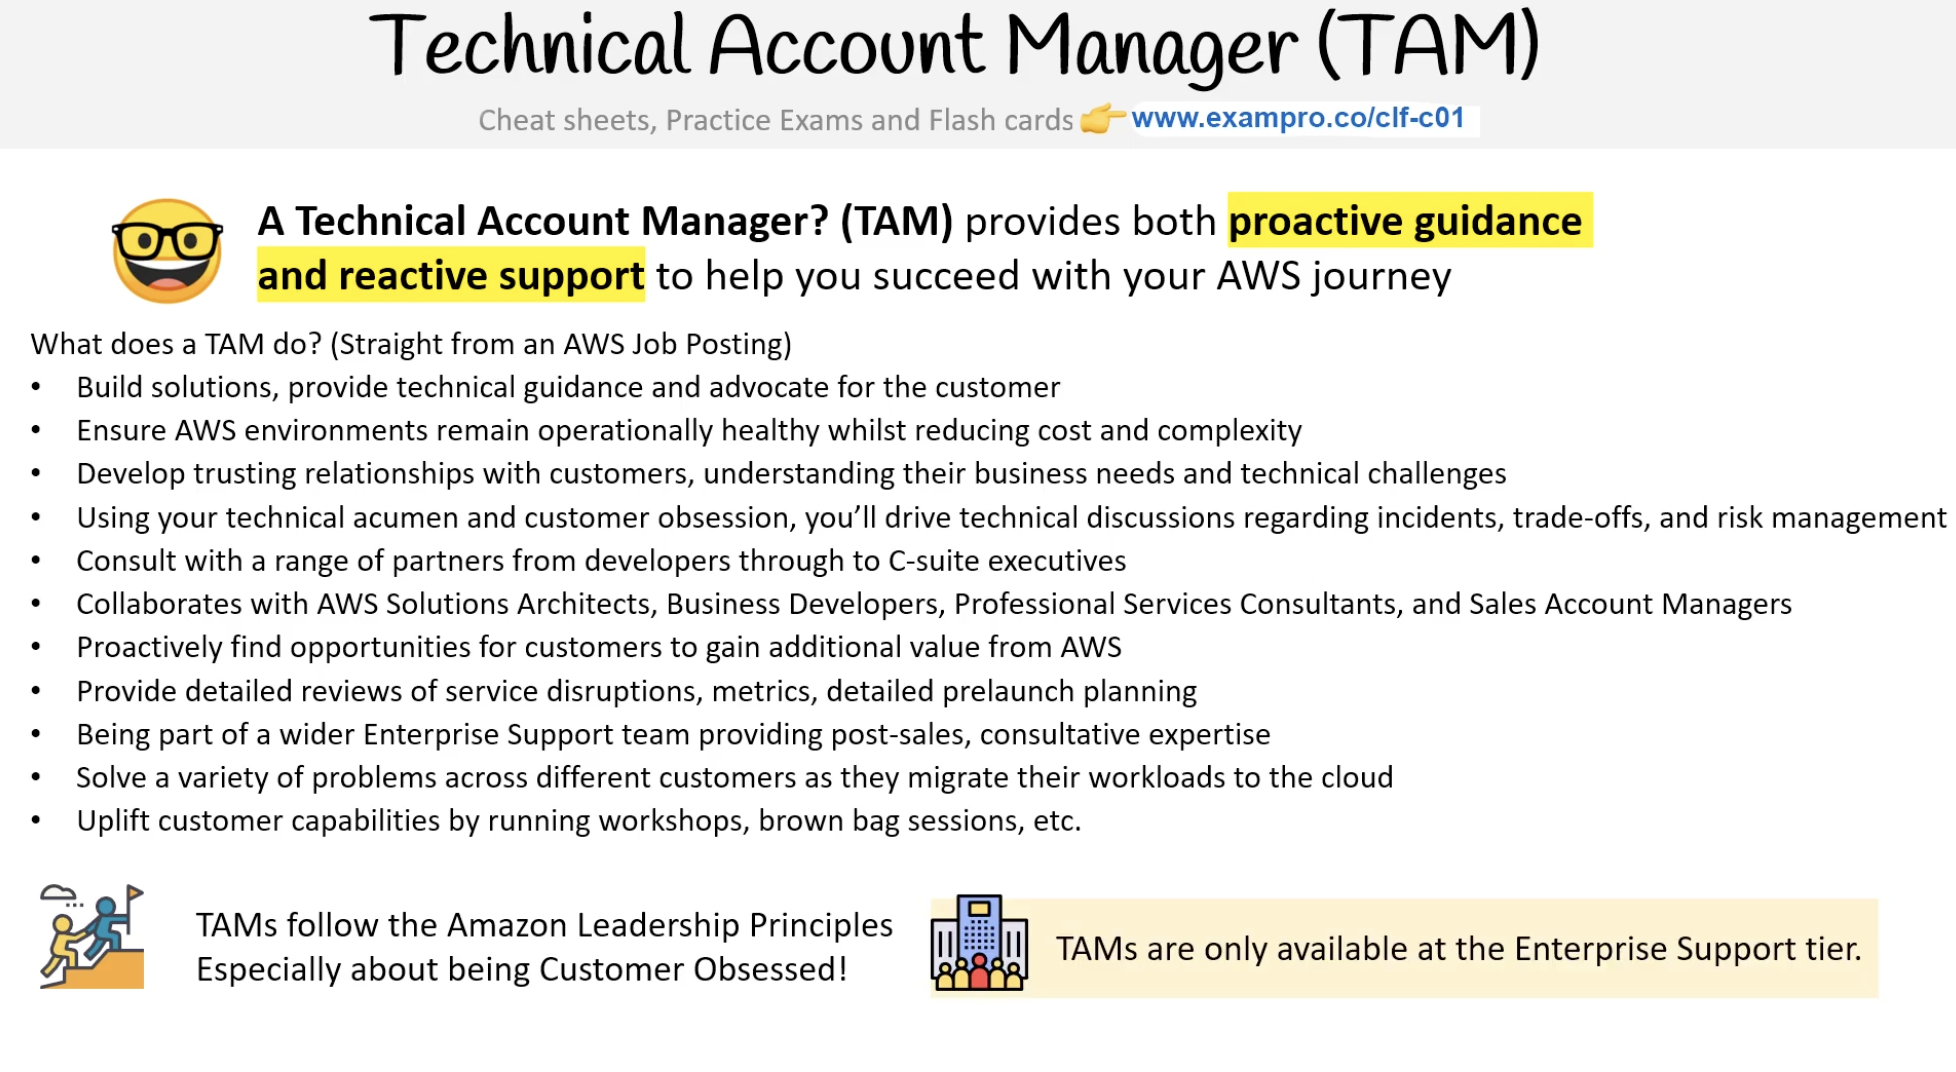 Technical Account Manager (TAM)
Cheat sheets, Practice Exams and Flash cards www.exampro.co/clf-c01
A Technical Account Manager? (TAM) provides both proactive guidance
and reactive support to help you succeed with your AWS journey
What does a TAM do? (Straight from an AWS Job Posting)
• Build solutions, provide technical guidance and advocate for the customer
• Ensure AWS environments remain operationally healthy whilst reducing cost and complexity
• Develop trusting relationships with customers, understanding their business needs and technical challenges
• Using your technical acumen and customer obsession, you’ll drive technical discussions regarding incidents, trade-offs, and risk management
• Consult with a range of partners from developers through to C-suite executives
• Collaborates with AWS Solutions Architects, Business Developers, Professional Services Consultants, and Sales Account Managers
• Proactively find opportunities for customers to gain additional value from AWS
• Provide detailed reviews of service disruptions, metrics, detailed prelaunch planning
• Being part of a wider Enterprise Support team providing post-sales, consultative expertise
• Solve a variety of problems across different customers as they migrate their workloads to the cloud
• Uplift customer capabilities by running workshops, brown bag sessions, etc.
TAMs follow the Amazon Leadership Principles
Especially about being Customer Obsessed!
TAMs are only available at the Enterprise Support tier.